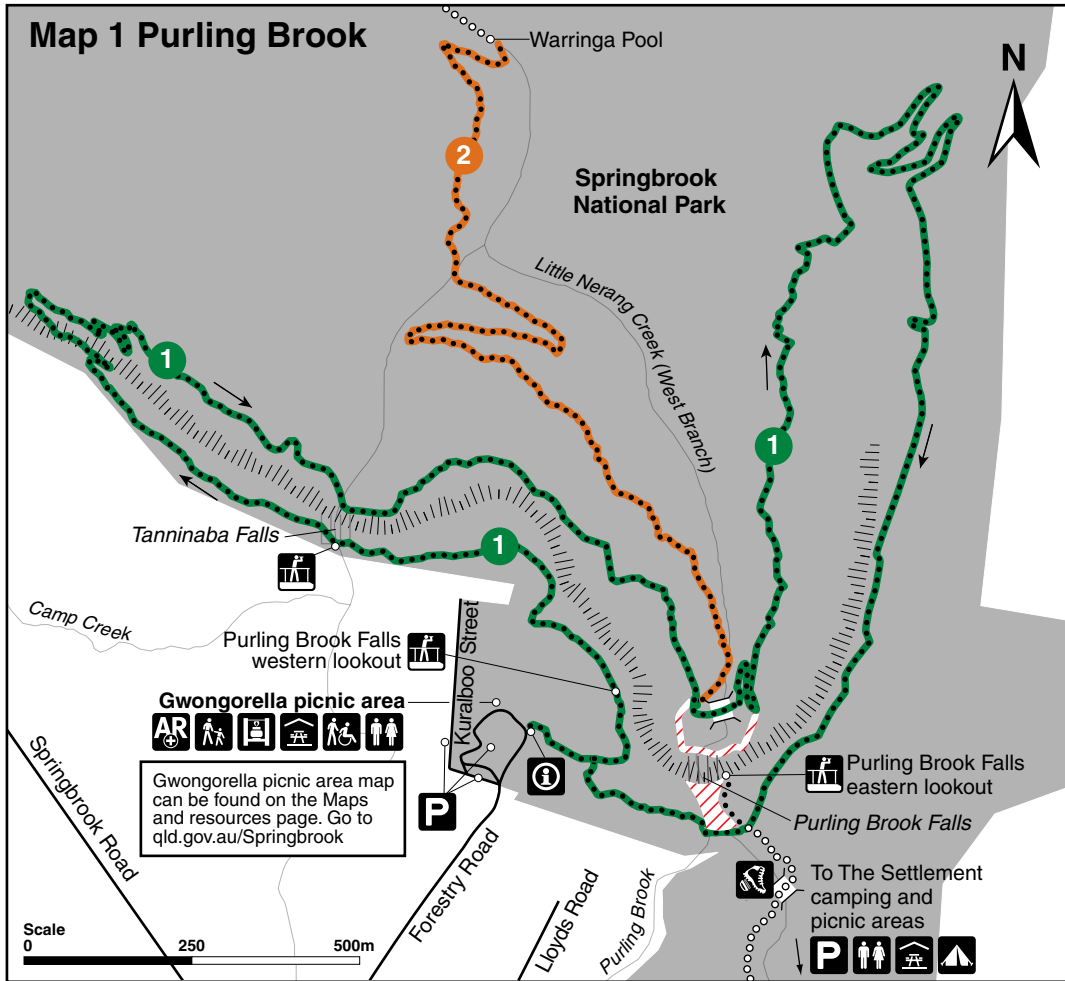 Map 1 Purling Brook
Warringa Pool
N
2
Springbrook
National Park
Little Nerang Creek (West Branch)
1
1
Tanninaba Falls
1
Camp Creek
Purling Brook Falls
western lookout
Kuralboo Street
Gwongorella picnic area
AR
Gwongorella picnic area map
can be found on the Maps
and resources page. Go to
qld.gov.au/Springbrook
P
i
Purling Brook Falls
eastern lookout
Purling Brook Falls
Springbrook Road
Forestry Road
Lloyds Road
Purling Brook
To The Settlement
camping and
picnic areas
P
Scale
0 250 500m